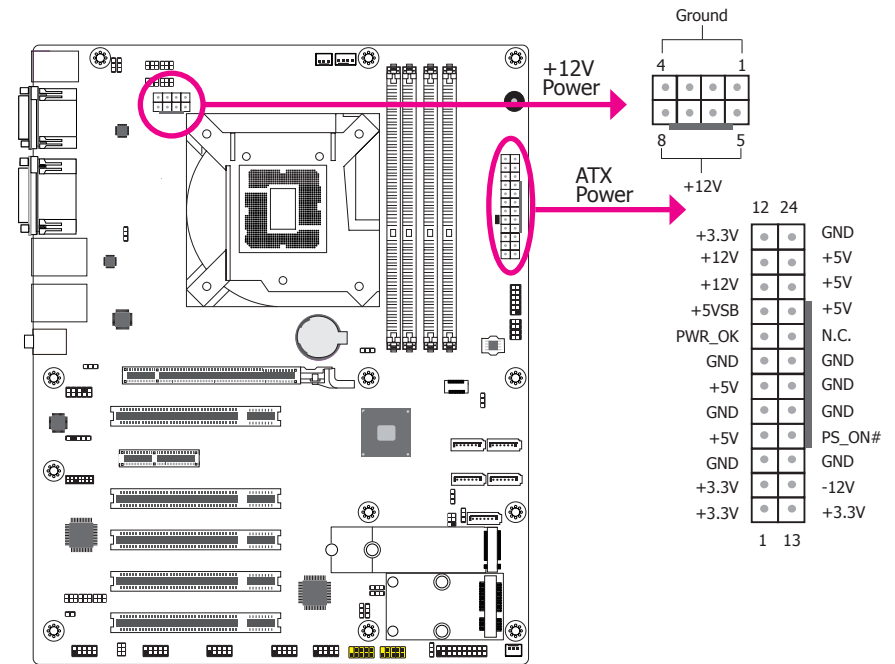 Ground
4 1
+12V
Power
8 5
+12V
ATX
Power
12 24
+3.3V GND
+12V +5V
+12V +5V
+5VSB +5V
PWR_OK N.C.
GND GND
+5V GND
GND GND
+5V PS_ON#
GND GND
+3.3V -12V
+3.3V +3.3V
1 13